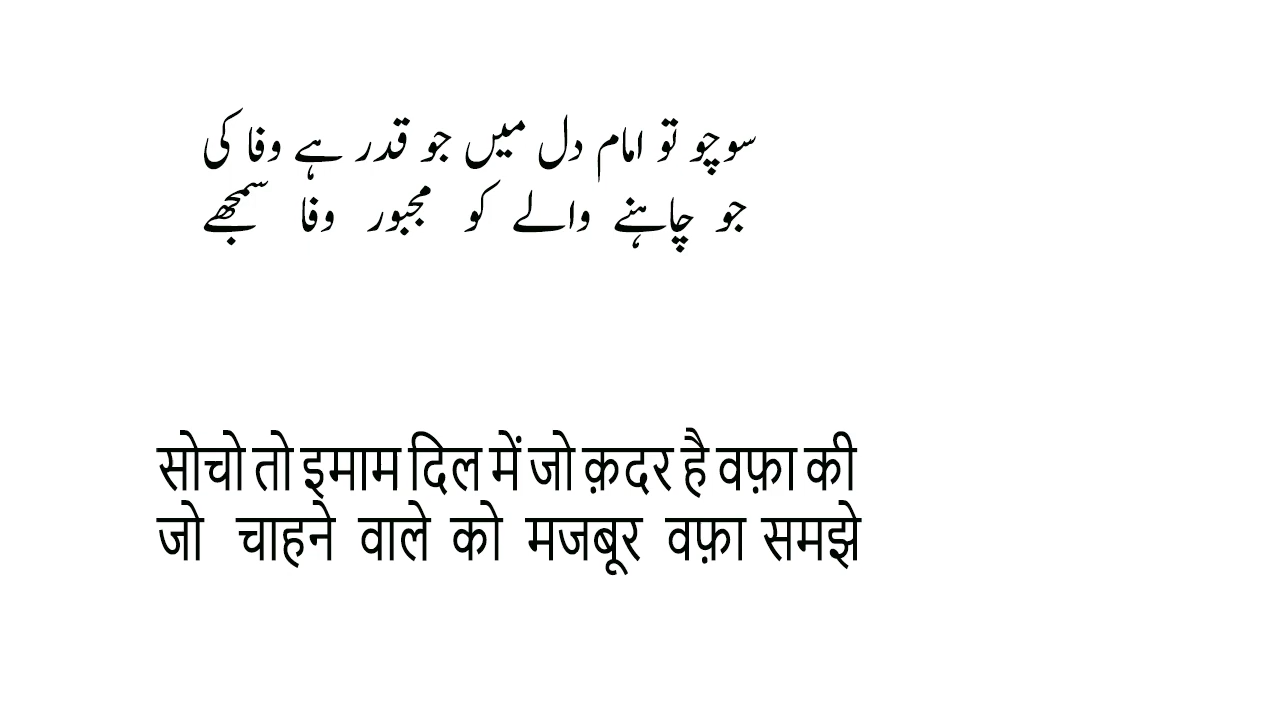 سوچو تو امام دل میں جو قدر ہے وفا کی
جو چاہنے والے کو مجبور وفا سمجھے
सोचो तो इमाम दिल में जो क़दर है वफ़ा की
जो चाहने वाले को मजबूर वफ़ा समझे